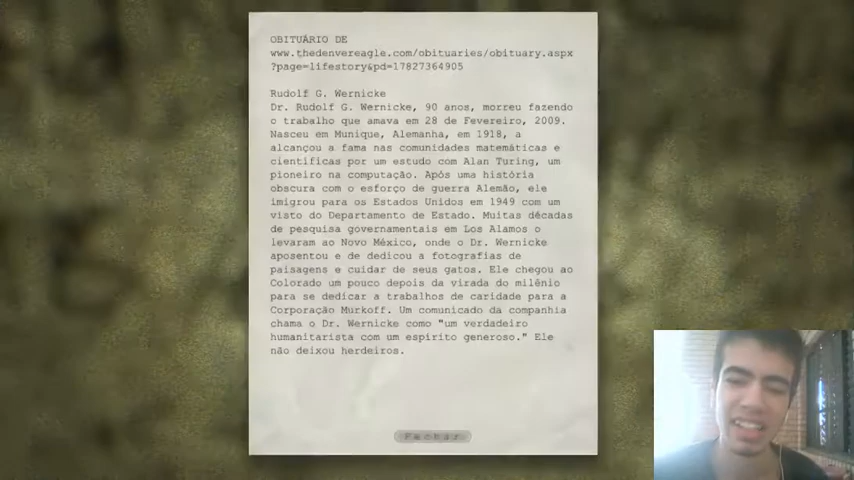 OBITUÁRIO DE
www.thedenvereagle.com/obituaries/obituary.aspx
?page=lifestory&pd=17827364905
Rudolf G. Wernicke
Dr. Rudolf G. Wernicke, 90 anos, morreu fazendo
o trabalho que amava em 28 de Fevereiro, 2009.
Nasceu em Munique, Alemanha, em 1918, a
alcançou a fama nas comunidades matemáticas e
científicas por um estudo com Alan Turing, um
pioneiro na computação. Após uma história
obscura com o esforço de guerra Alemão, ele
imigrou para os Estados Unidos em 1949 com um
visto do Departamento de Estado. Muitas décadas
de pesquisa governamentais em Los Alamos o
levaram ao Novo México, onde o Dr. Wernicke
aposentou e de dedicou a fotografias de
paisagens e cuidar de seus gatos. Ele chegou ao
Colorado um pouco depois da virada do milênio
para se dedicar a trabalhos de caridade para a
Corporação Murkoff. Um comunicado da companhia
chama o Dr. Wernicke como "um verdadeiro
humanitarista com um espírito generoso." Ele
não deixou herdeiros.
Fechar